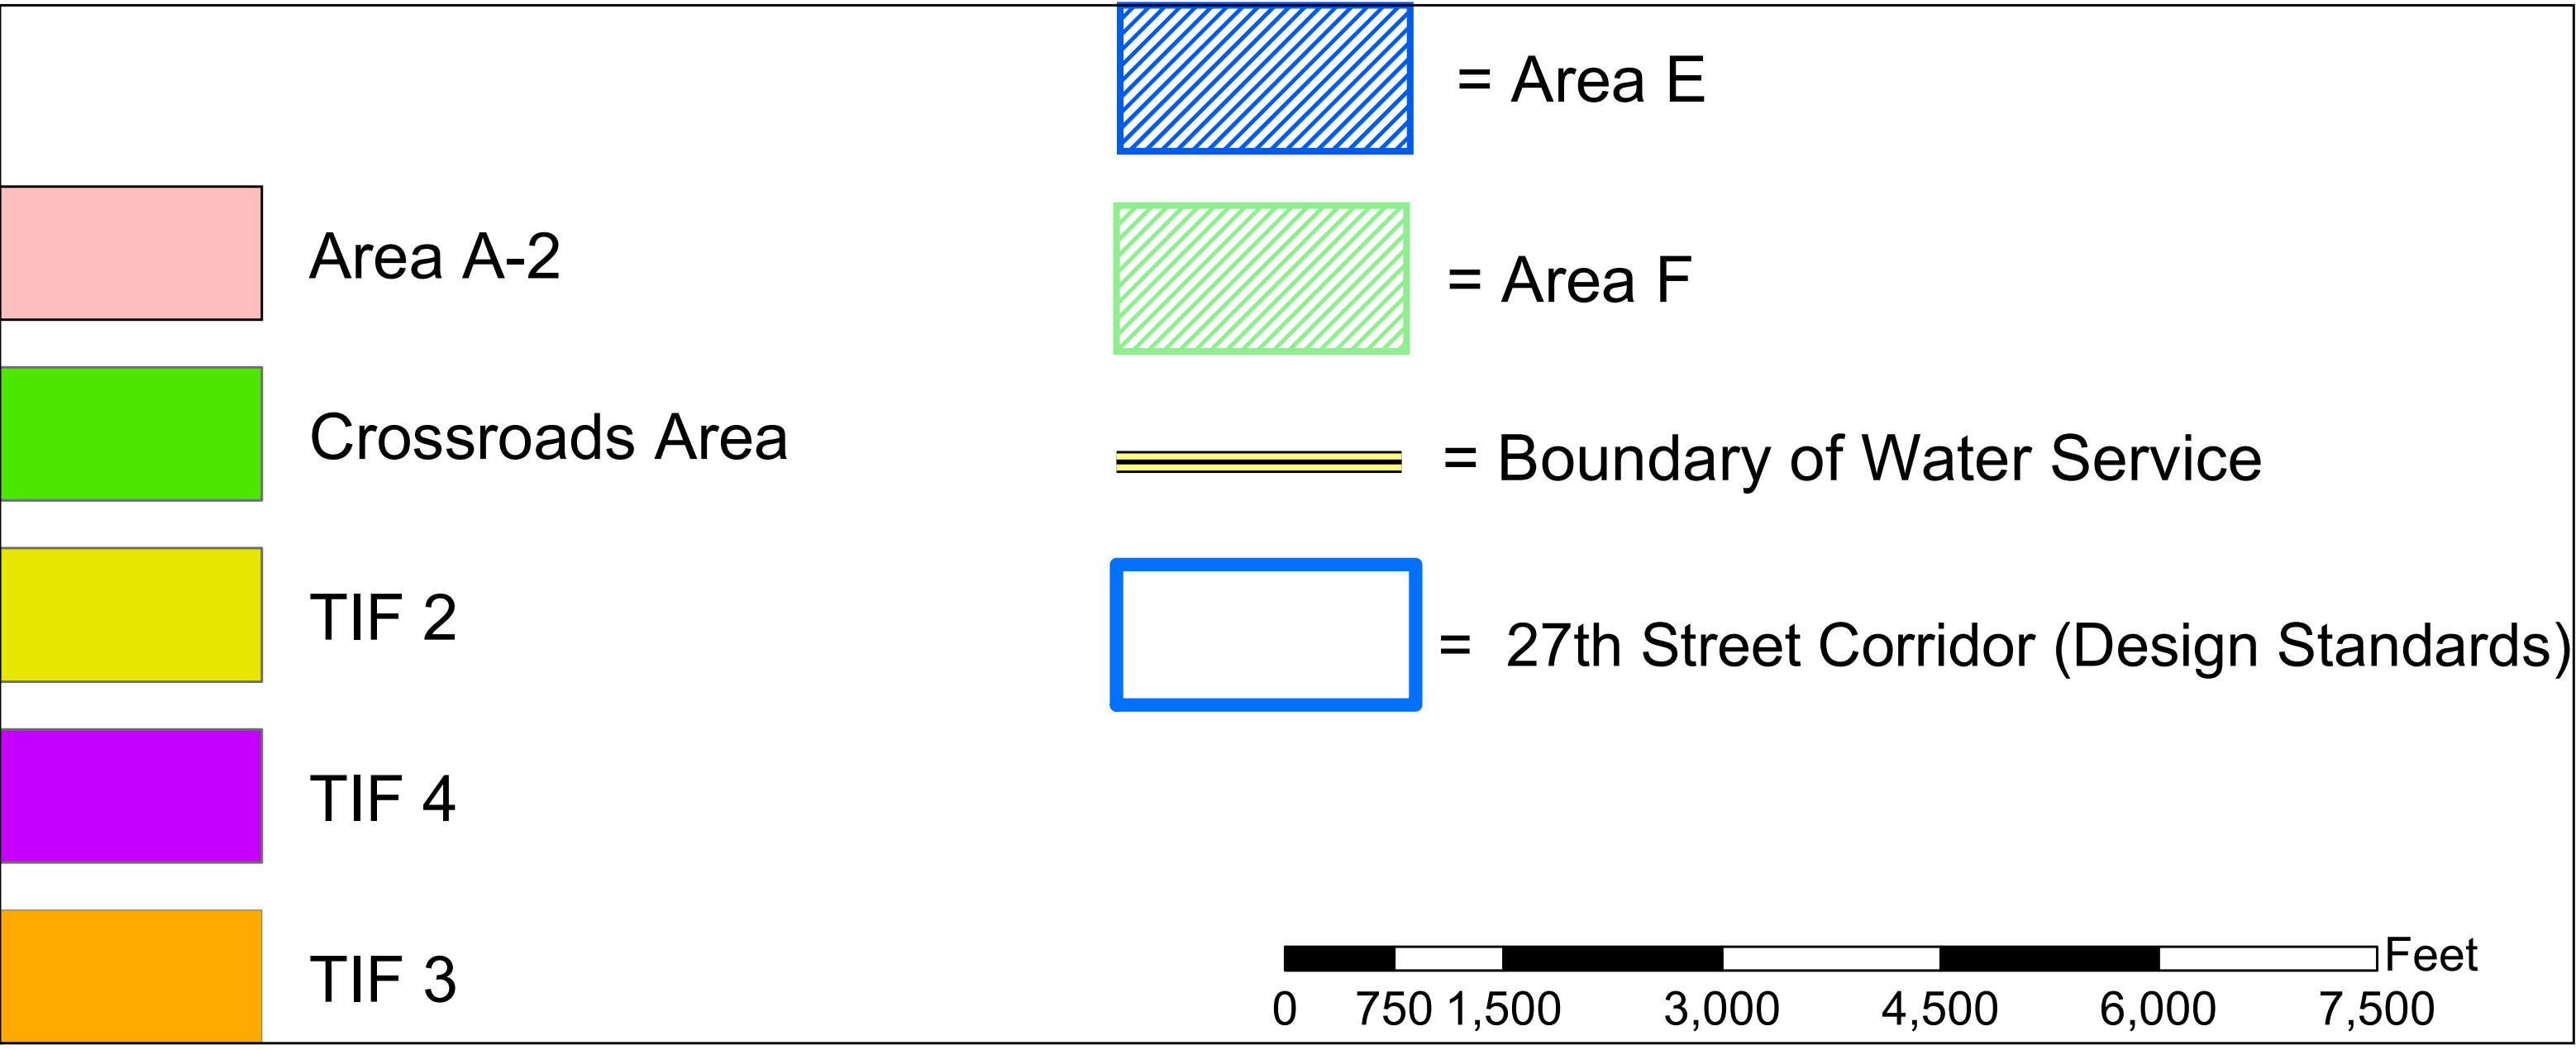 Area A-2
Crossroads Area
TIF 2
TIF 4
TIF 3
= Area E
= Area F
= Boundary of Water Service
= 27th Street Corridor (Design Standards)
Feet
0 750 1,500 3,000 4,500 6,000 7,500